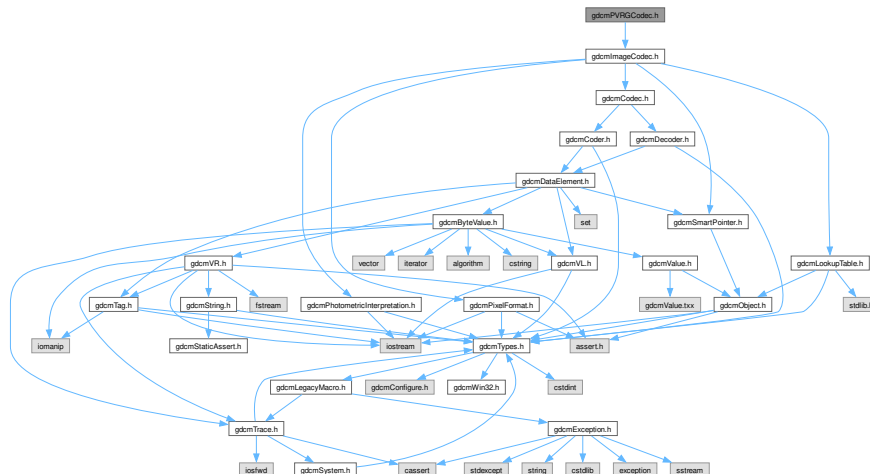 gdcmPVRGCodec.h
gdcmImageCodec.h
gdcmCodec.h
gdcmCoder.h
gdcmDecoder.h
gdcmDataElement.h
gdcmByteValue.h
set
gdcmSmartPointer.h
gdcmVR.h
vector
iterator
algorithm
cstring
gdcmVL.h
gdcmValue.h
gdcmLookupTable.h
gdcmTag.h
gdcmString.h
fstream
gdcmPhotometricInterpretation.h
gdcmPixelFormat.h
gdcmValue.txx
gdcmObject.h
stdlib.h
iomanip
gdcmStaticAssert.h
iostream
gdcmTypes.h
assert.h
gdcmLegacyMacro.h
gdcmConfigure.h
gdcmWin32.h
cstdint
gdcmTrace.h
gdcmException.h
iosfwd
gdcmSystem.h
cassert
stdexcept
string
cstdlib
exception
sstream